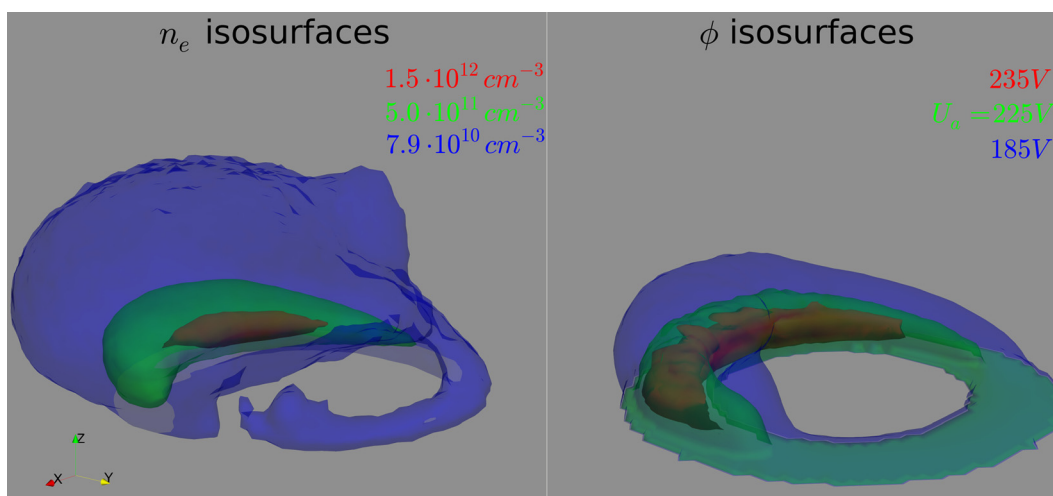 n_e isosurfaces
1.5·10^12 cm^-3
5.0·10^11 cm^-3
7.9·10^10 cm^-3
Z
X
Y
ϕ isosurfaces
235V
U_a=225V
185V